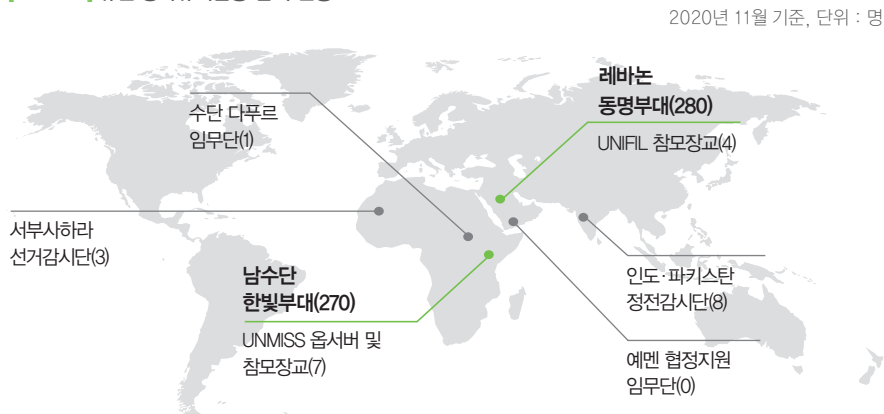 2020년 11월 기준, 단위 : 명
레바논
동명부대(280)
UNIFIL 참모장교(4)
수단 다푸르
임무단(1)
서부사하라
선거감시단(3)
남수단
한빛부대(270)
UNMISS 옵서버 및
참모장교(7)
인도·파키스탄
정전감시단(8)
예멘 협정지원
임무단(0)